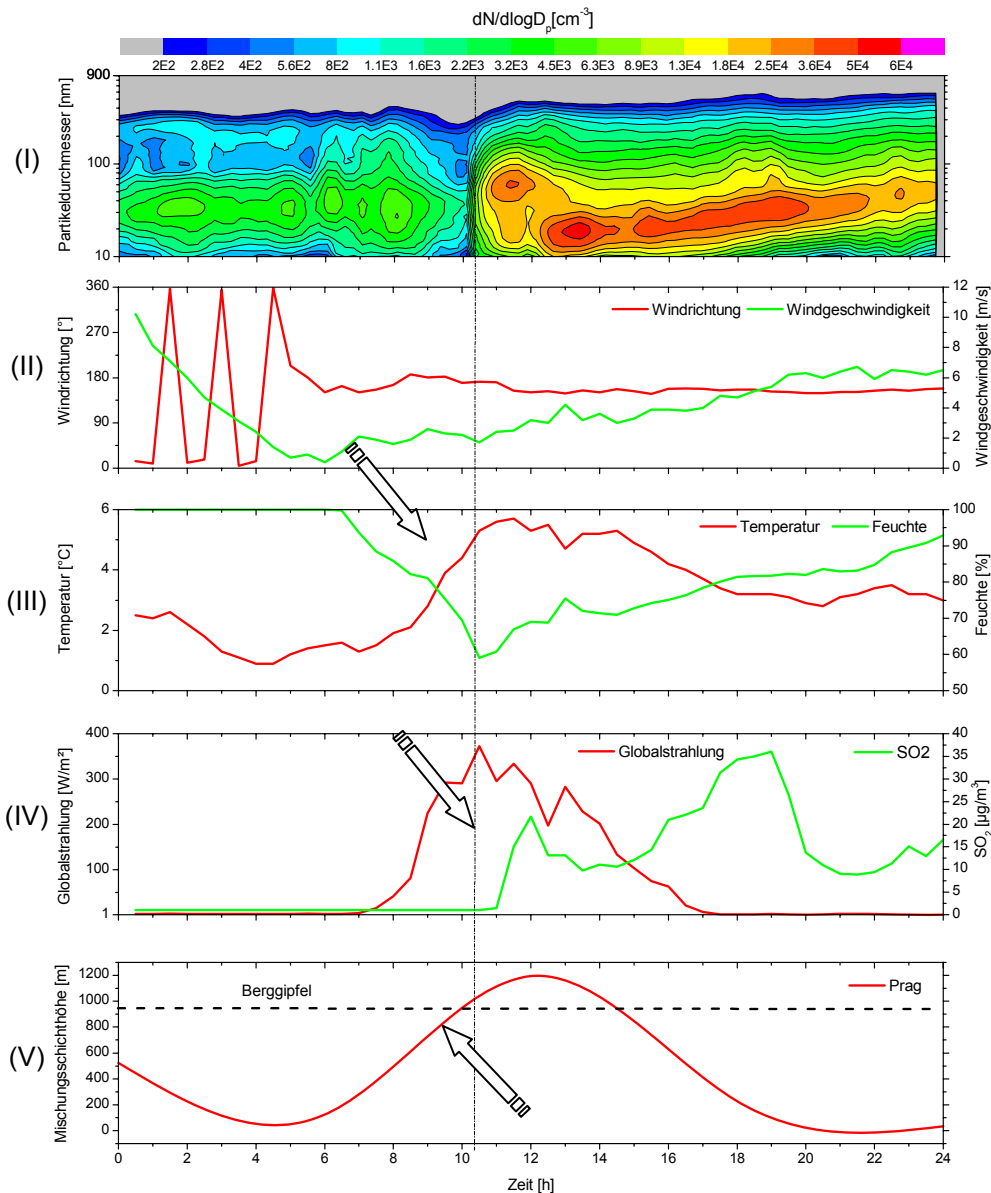 dN/dlogDp[cm-3]
2E2 2.8E2 4E2 5.6E2 8E2 1.1E3 1.6E3 2.2E3 3.2E3 4.5E3 6.3E3 8.9E3 1.3E4 1.8E4 2.5E4 3.6E4 5E4 6E4
(I)
Partikeldurchmesser [nm]
900
100
10
(II)
Windrichtung [°]
360
270
180
90
0
Windrichtung
Windgeschwindigkeit
12
10
8
6
4
2
0
Windgeschwindigkeit [m/s]
(III)
Temperatur [°C]
6
4
2
0
Temperatur
Feuchte
100
90
80
70
60
50
Feuchte [%]
(IV)
Globalstrahlung [W/m²]
400
300
200
100
1
Globalstrahlung
SO2
40
35
30
25
20
15
10
5
0
SO2 [µg/m3]
(V)
Mischungsschichthöhe [m]
1200
1000
800
600
400
200
0
Berggipfel
Prag
0 2 4 6 8 10 12 14 16 18 20 22 24
Zeit [h]